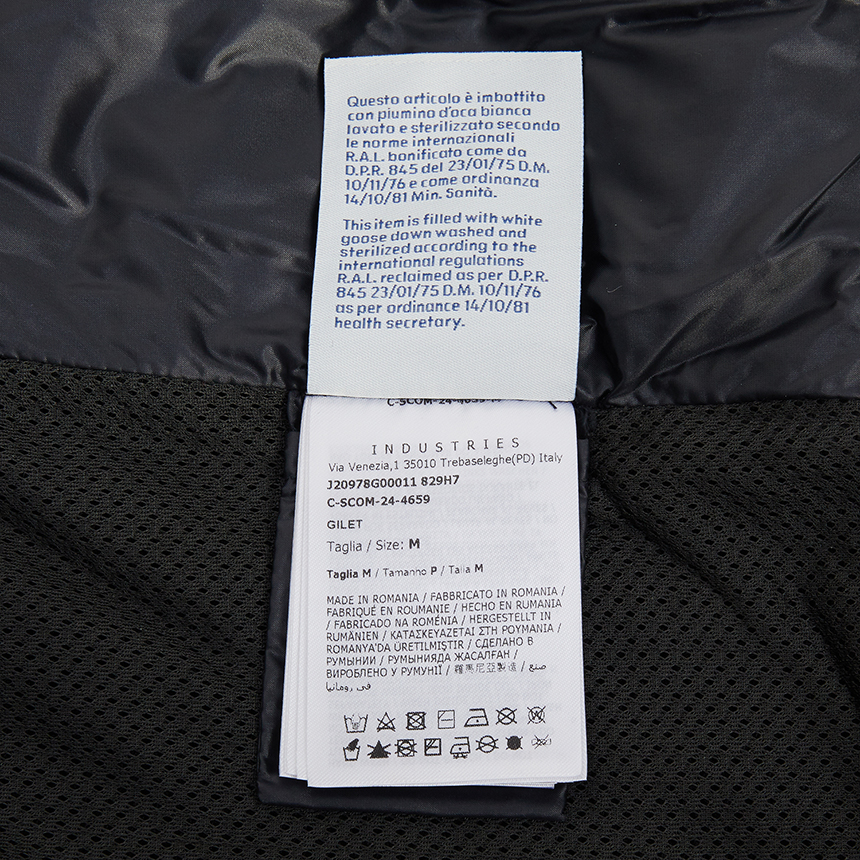 Questo articolo è imbottito
con piumino d'oca bianca
lavato e sterilizzato secondo
le norme internazionali
R.A.L. bonificato come da
D.P.R. 845 del 23/01/75 D.M.
10/11/76 e come ordinanza
14/10/81 Min. Sanità.
This item is filled with white
goose down washed and
sterilized according to the
international regulations
R.A.L. reclaimed as per D.P.R.
845 23/01/75 D.M. 10/11/76
as per ordinance 14/10/81
health secretary.
C-SCOM-24-4659
INDUSTRIES
Via Venezia,1 35010 Trebaseleghe(PD) Italy
J20978G00011 829H7
C-SCOM-24-4659
GILET
Taglia / Size: M
Taglia M / Tamanho P / Talla M
MADE IN ROMANIA / FABBRICATO IN ROMANIA /
FABRIQUÉ EN ROUMANIE / HECHO EN RUMANIA
/ FABRICADO NA ROMÉNIA / HERGESTELLT IN
RUMÄNIEN / ΚΑΤΑΣΚΕΥΑΖΕΤΑΙ ΣΤΗ ΡΟΥΜΑΝΙΑ /
ROMANYA'DA ÜRETILMIŞTIR / СДЕЛАНО В
РУМЫНИИ / РУМЫНИЯДА ЖАСАЛҒАН /
ВИРОБЛЕНО У РУМУНІЇ / 羅馬尼亞製造 / صنع
في رومانيا,